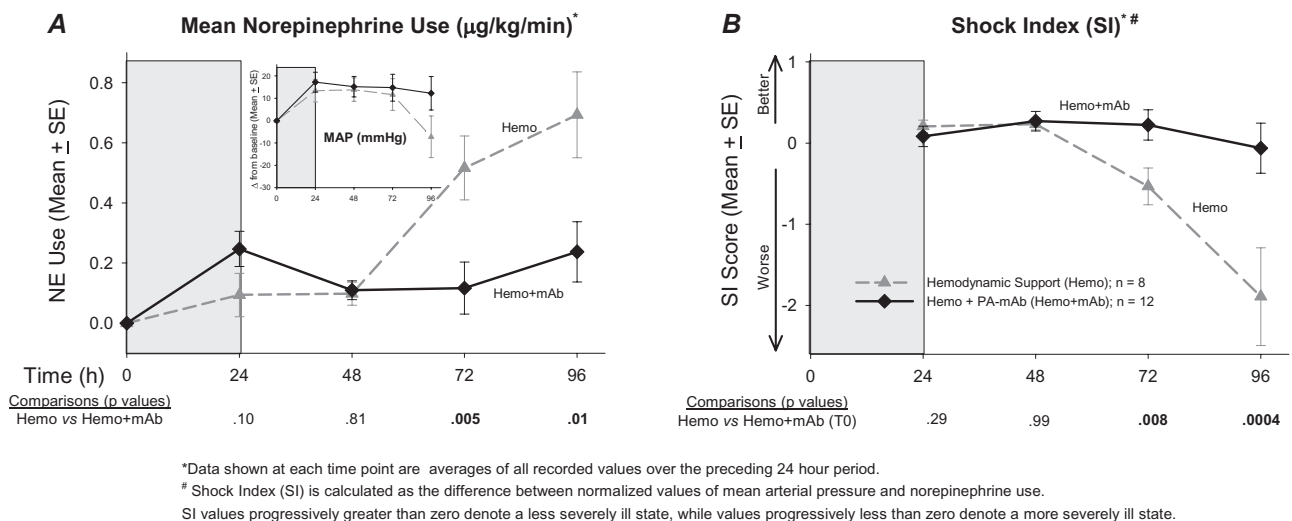 A Mean Norepinephrine Use (μg/kg/min)*
NE Use (Mean ± SE)
0.8
0.6
0.4
0.2
0.0
Δ from baseline (Mean ± SE)
20
10
0
-10
-20
-30
MAP (mmHg)
0 24 48 72 96
Hemo
Hemo+mAb
Time (h) 0 24 48 72 96
Comparisons (p values)
Hemo vs Hemo+mAb .10 .81 .005 .01
B Shock Index (SI)* #
SI Score (Mean ± SE)
Better
Worse
1
0
-1
-2
Hemo+mAb
Hemo
Hemodynamic Support (Hemo); n = 8
Hemo + PA-mAb (Hemo+mAb); n = 12
0 24 48 72 96
Comparisons (p values)
Hemo vs Hemo+mAb (T0) .29 .99 .008 .0004
*Data shown at each time point are averages of all recorded values over the preceding 24 hour period.
# Shock Index (SI) is calculated as the difference between normalized values of mean arterial pressure and norepinephrine use.
SI values progressively greater than zero denote a less severely ill state, while values progressively less than zero denote a more severely ill state.